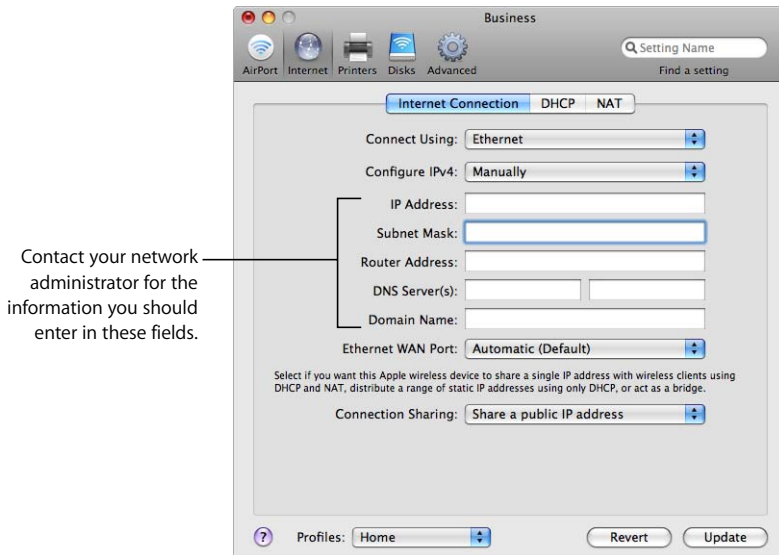 Business
Setting Name
AirPort Internet Printers Disks Advanced
Find a setting
Internet Connection DHCP NAT
Connect Using: Ethernet
Configure IPv4: Manually
IP Address:
Subnet Mask:
Router Address:
DNS Server(s):
Domain Name:
Contact your network
administrator for the
information you should
enter in these fields.
Ethernet WAN Port: Automatic (Default)
Select if you want this Apple wireless device to share a single IP address with wireless clients using
DHCP and NAT, distribute a range of static IP addresses using only DHCP, or act as a bridge.
Connection Sharing: Share a public IP address
? Profiles: Home Revert Update